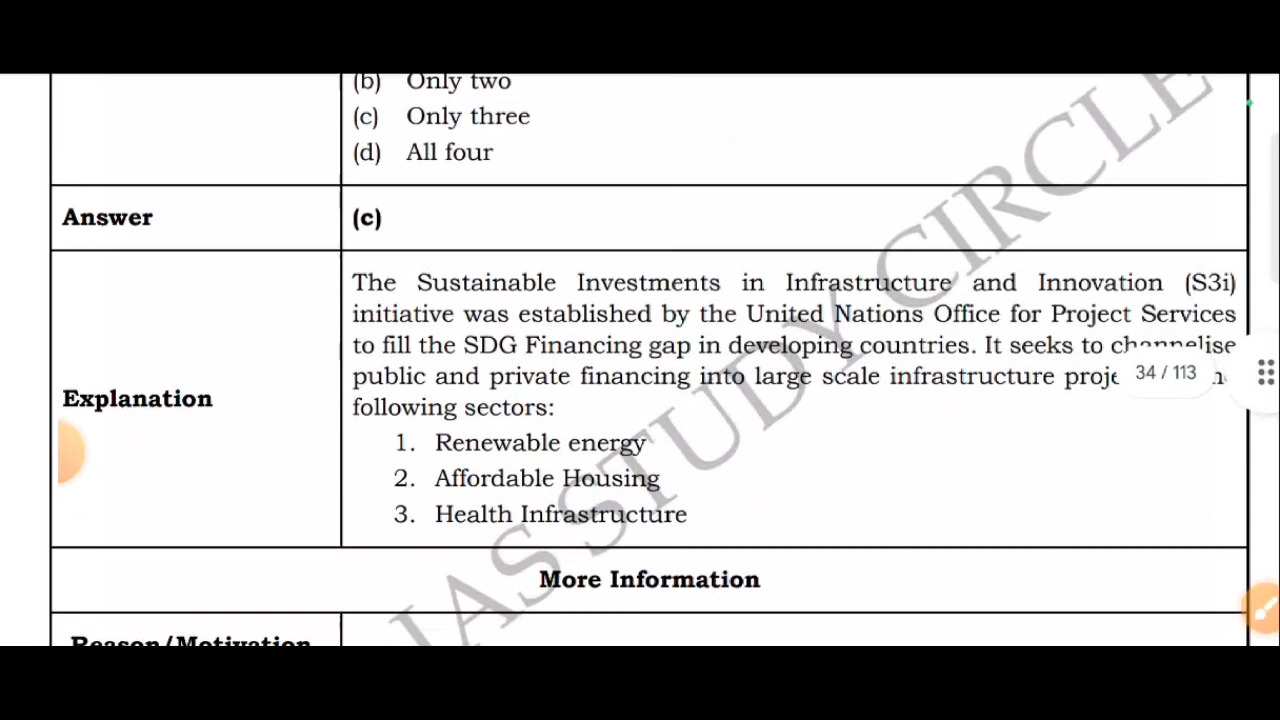 (b) Only two
(c) Only three
(d) All four
Answer
(c)
Explanation
The Sustainable Investments in Infrastructure and Innovation (S3i)
initiative was established by the United Nations Office for Project Services
to fill the SDG Financing gap in developing countries. It seeks to channelise
public and private financing into large scale infrastructure
following sectors:
1. Renewable energy
2. Affordable Housing
3. Health Infrastructure
More Information
Reason/Motivation
34 / 113
IAS STUDY CIRCLE